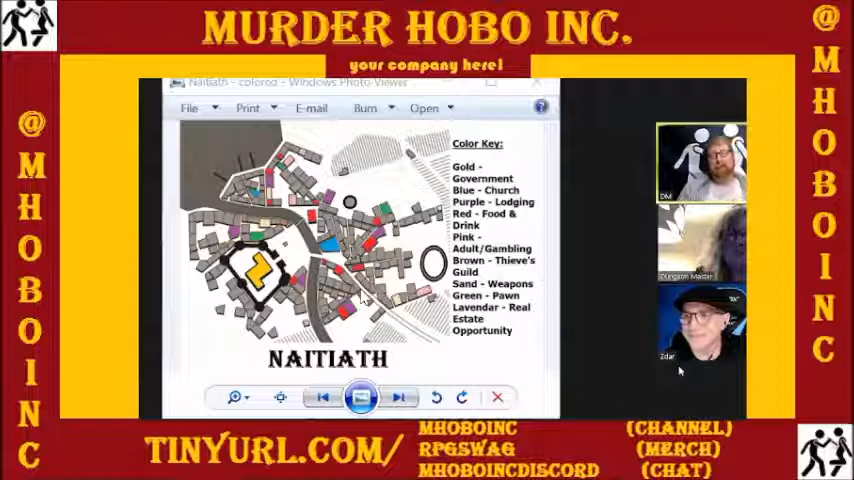 MURDER HOBO INC.
your company here!
@MHOBOINC
@MHOBOINC
Naitiath - colored - Windows Photo Viewer
File Print E-mail Burn Open
Color Key:
Gold -
Government
Blue - Church
Purple - Lodging
Red - Food &
Drink
Pink -
Adult/Gambling
Brown - Thieve's
Guild
Sand - Weapons
Green - Pawn
Lavendar - Real
Estate
Opportunity
NAITIATH
DM
Dungeon Master
Zdar
TINYURL.COM/
MHOBOINC (CHANNEL)
RPGSWAG (MERCH)
MHOBOINCDISCORD (CHAT)